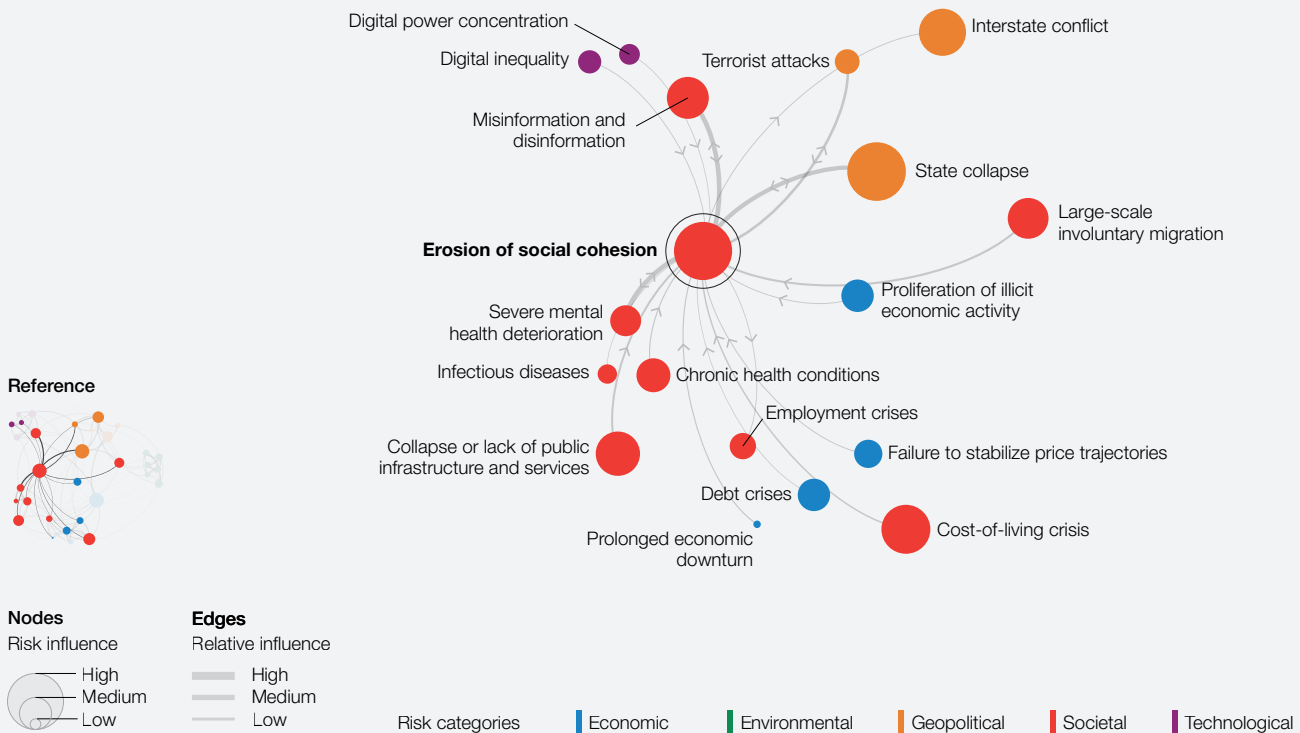 Digital power concentration
Interstate conflict
Digital inequality
Terrorist attacks
Misinformation and
disinformation
State collapse
Large-scale
involuntary migration
Erosion of social cohesion
Proliferation of illicit
economic activity
Severe mental
health deterioration
Infectious diseases
Chronic health conditions
Reference
Employment crises
Collapse or lack of public
infrastructure and services
Failure to stabilize price trajectories
Debt crises
Prolonged economic
downturn
Cost-of-living crisis
Nodes
Risk influence
High
Medium
Low
Edges
Relative influence
High
Medium
Low
Risk categories
Economic
Environmental
Geopolitical
Societal
Technological